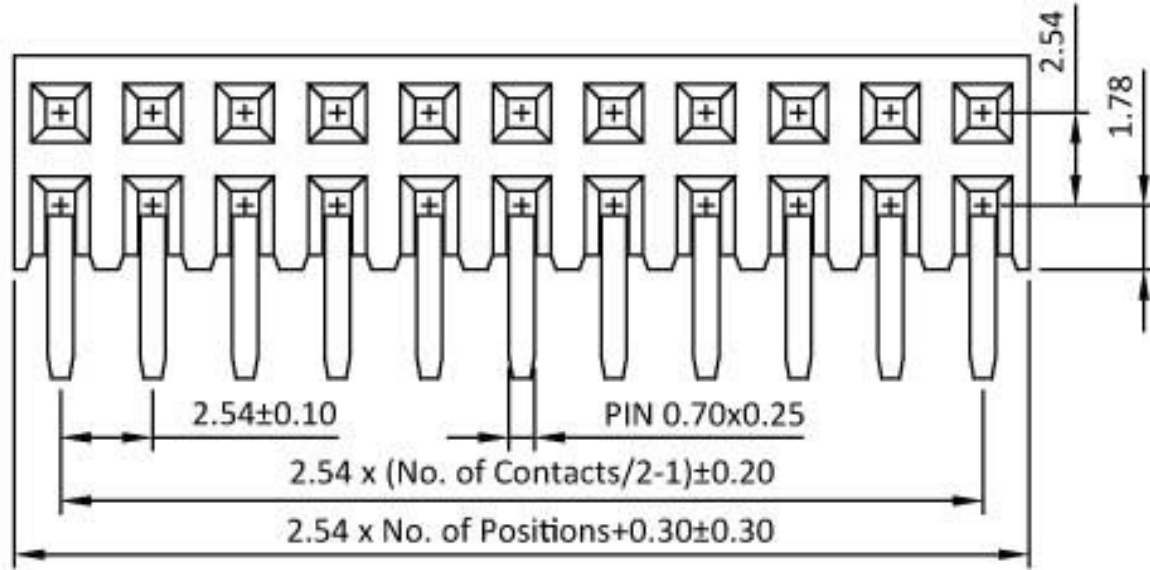 2.54
1.78
2.54±0.10
PIN 0.70x0.25
2.54 x (No. of Contacts/2-1)±0.20
2.54 x No. of Positions+0.30±0.30